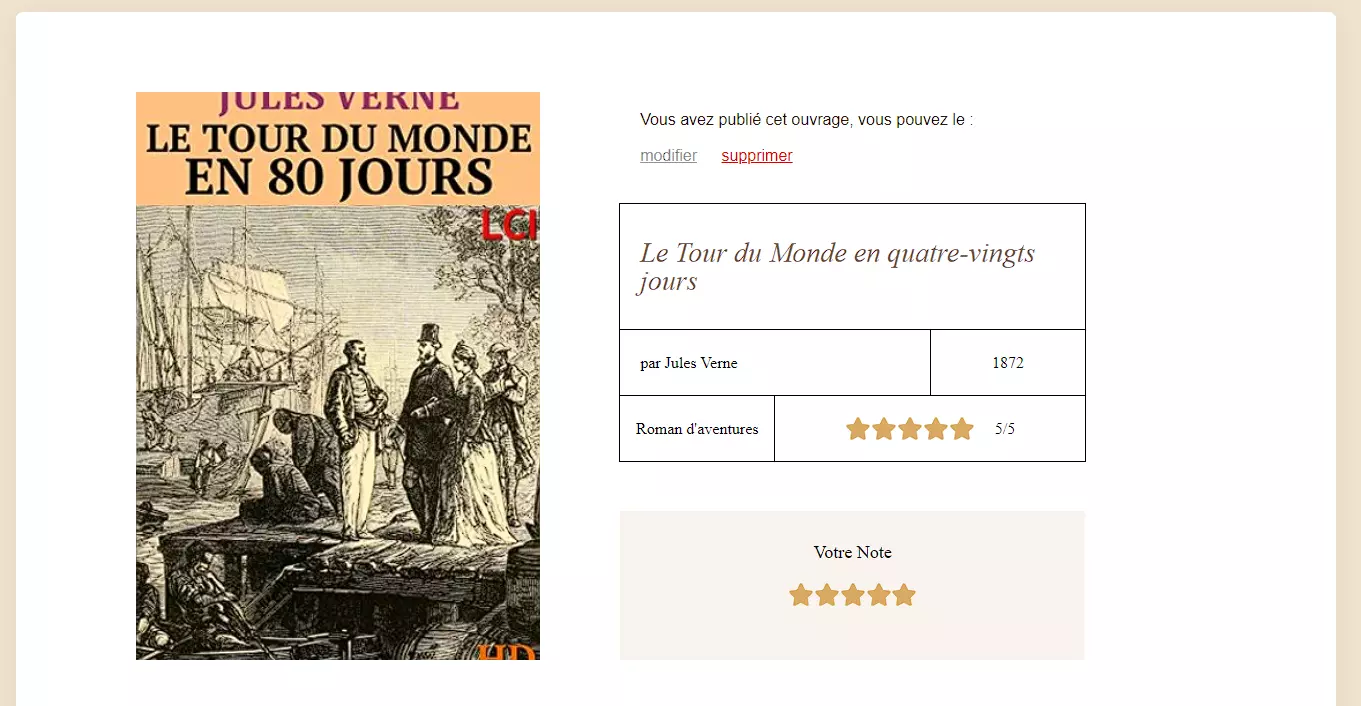 JULES VERNE
LE TOUR DU MONDE
EN 80 JOURS
LCI
HD
Vous avez publié cet ouvrage, vous pouvez le :
modifier supprimer
Le Tour du Monde en quatre-vingts
jours
par Jules Verne
1872
Roman d'aventures
5/5
Votre Note